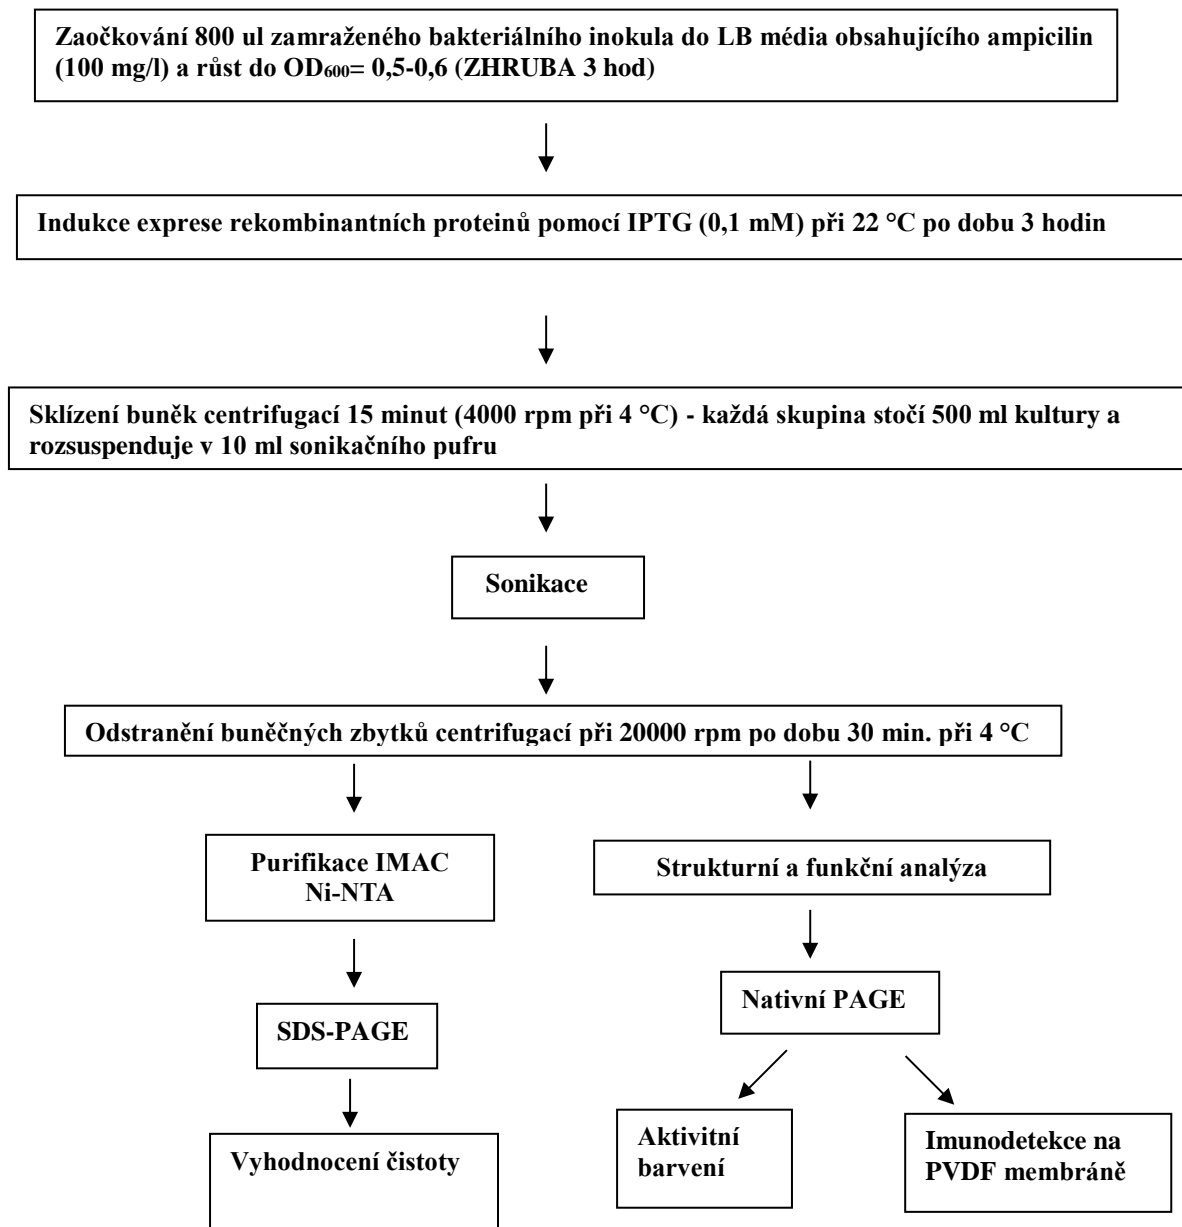 Zaočkování 800 ul zamraženého bakteriálního inokula do LB média obsahujícího ampicilin
(100 mg/l) a růst do OD₆₀₀= 0,5-0,6 (ZHRUBA 3 hod)
Indukce exprese rekombinantních proteinů pomocí IPTG (0,1 mM) při 22 °C po dobu 3 hodin
Sklízení buněk centrifugací 15 minut (4000 rpm při 4 °C) - každá skupina stočí 500 ml kultury a
rozsuspenduje v 10 ml sonikačního pufru
Sonikace
Odstranění buněčných zbytků centrifugací při 20000 rpm po dobu 30 min. při 4 °C
Purifikace IMAC
Ni-NTA
Strukturní a funkční analýza
Nativní PAGE
SDS-PAGE
Aktivitní
barvení
Imunodetekce na
PVDF membráně
Vyhodnocení čistoty